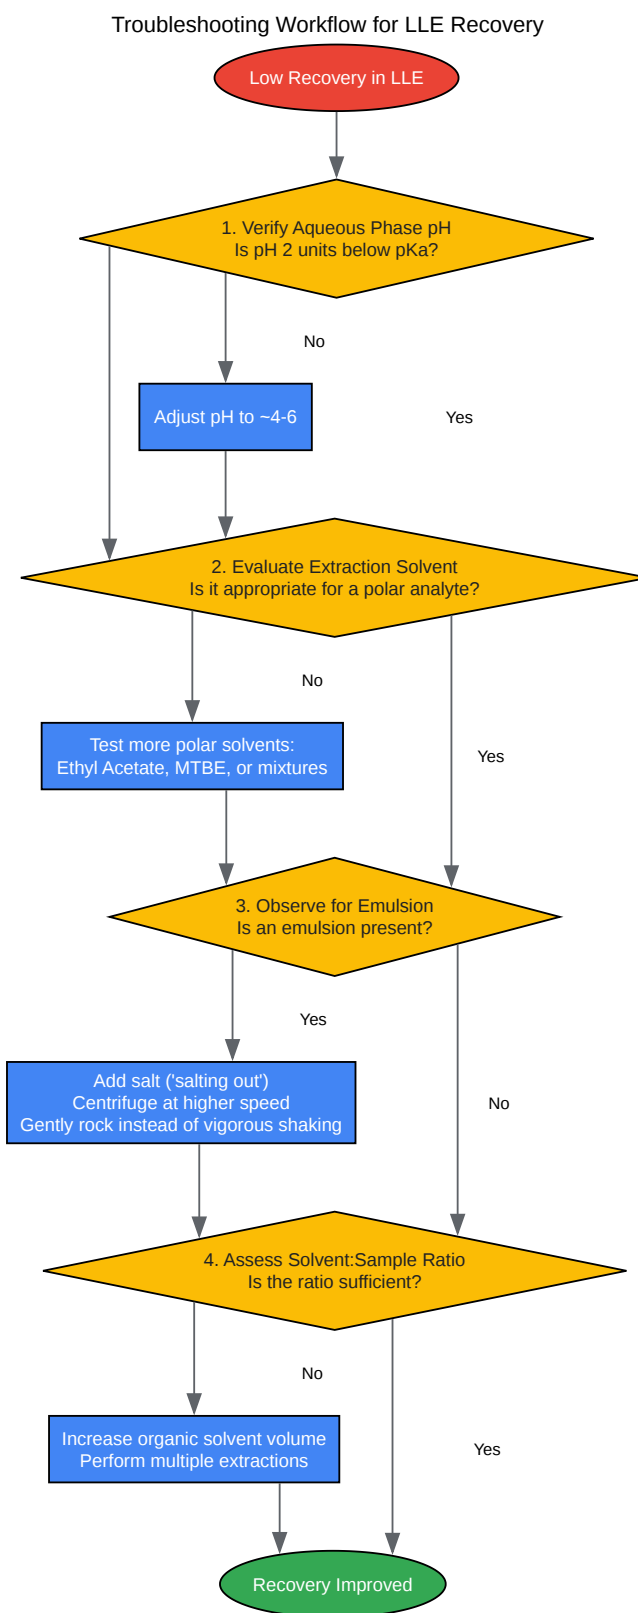 Troubleshooting Workflow for LLE Recovery
Low Recovery in LLE
1. Verify Aqueous Phase pH
Is pH 2 units below pKa?
No
Adjust pH to ~4-6
Yes
2. Evaluate Extraction Solvent
Is it appropriate for a polar analyte?
No
Test more polar solvents:
Ethyl Acetate, MTBE, or mixtures
Yes
3. Observe for Emulsion
Is an emulsion present?
Yes
Add salt ('salting out')
Centrifuge at higher speed
Gently rock instead of vigorous shaking
No
4. Assess Solvent:Sample Ratio
Is the ratio sufficient?
No
Increase organic solvent volume
Perform multiple extractions
Yes
Recovery Improved